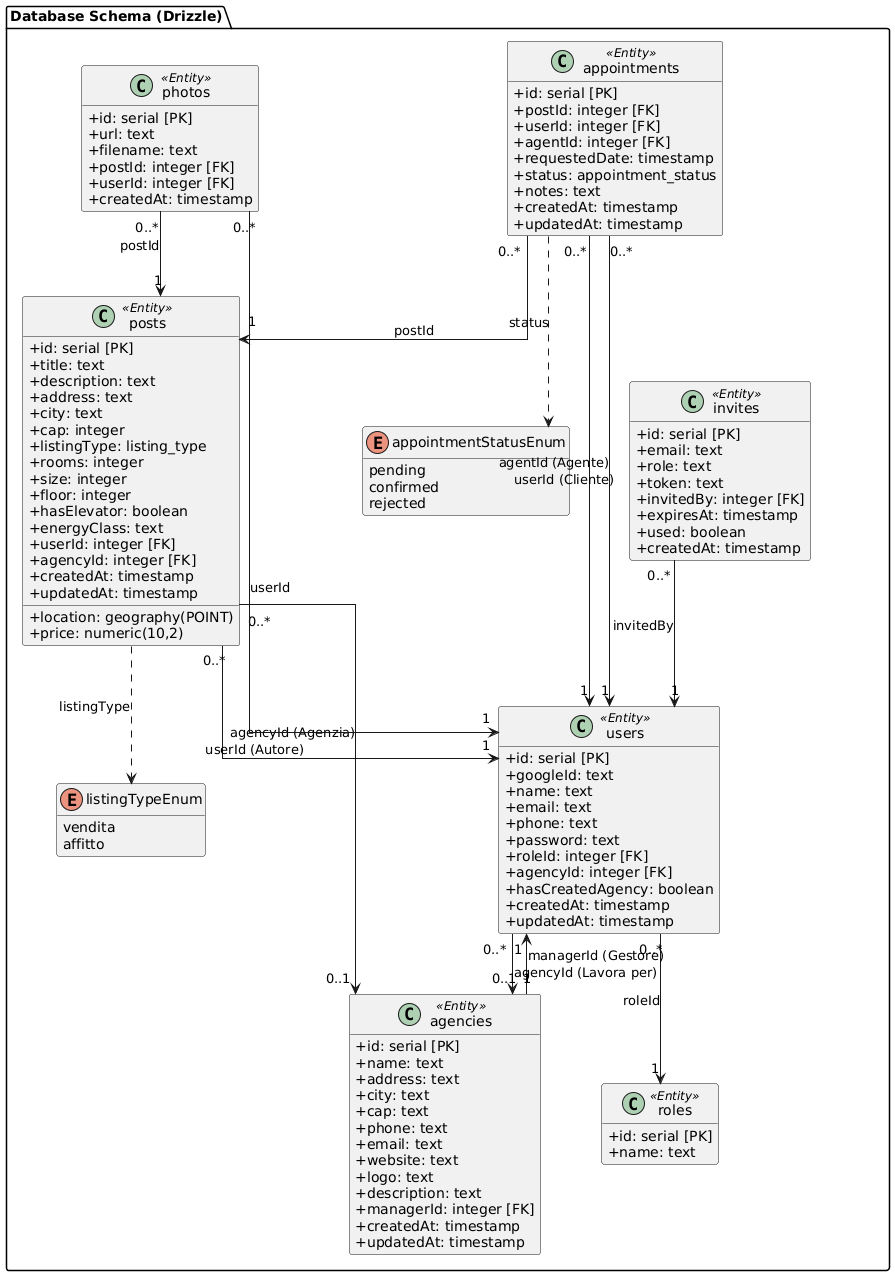 Database Schema (Drizzle)
C
«Entity»
photos
+id: serial [PK]
+url: text
+filename: text
+postId: integer [FK]
+userId: integer [FK]
+createdAt: timestamp
C
«Entity»
appointments
+id: serial [PK]
+postId: integer [FK]
+userId: integer [FK]
+agentId: integer [FK]
+requestedDate: timestamp
+status: appointment_status
+notes: text
+createdAt: timestamp
+updatedAt: timestamp
0..*
postId
1
0..*
1
0..*
postId
status
0..*
0..*
C
«Entity»
posts
+id: serial [PK]
+title: text
+description: text
+address: text
+city: text
+cap: integer
+listingType: listing_type
+rooms: integer
+size: integer
+floor: integer
+hasElevator: boolean
+energyClass: text
+userId: integer [FK]
+agencyId: integer [FK]
+createdAt: timestamp
+updatedAt: timestamp
+location: geography(POINT)
+price: numeric(10,2)
E
appointmentStatusEnum
pending
confirmed
rejected
agentId (Agente)
userId (Cliente)
C
«Entity»
invites
+id: serial [PK]
+email: text
+role: text
+token: text
+invitedBy: integer [FK]
+expiresAt: timestamp
+used: boolean
+createdAt: timestamp
0..*
invitedBy
userId
0..*
0..*
listingType
agencyId (Agenzia)
userId (Autore)
1
1
1
1
1
E
listingTypeEnum
vendita
affitto
C
«Entity»
users
+id: serial [PK]
+googleId: text
+name: text
+email: text
+phone: text
+password: text
+roleId: integer [FK]
+agencyId: integer [FK]
+hasCreatedAgency: boolean
+createdAt: timestamp
+updatedAt: timestamp
0..*
1
managerId (Gestore)
0..*
agencyId (Lavora per)
0..1
0..1
1
roleId
1
C
«Entity»
agencies
+id: serial [PK]
+name: text
+address: text
+city: text
+cap: text
+phone: text
+email: text
+website: text
+logo: text
+description: text
+managerId: integer [FK]
+createdAt: timestamp
+updatedAt: timestamp
C
«Entity»
roles
+id: serial [PK]
+name: text